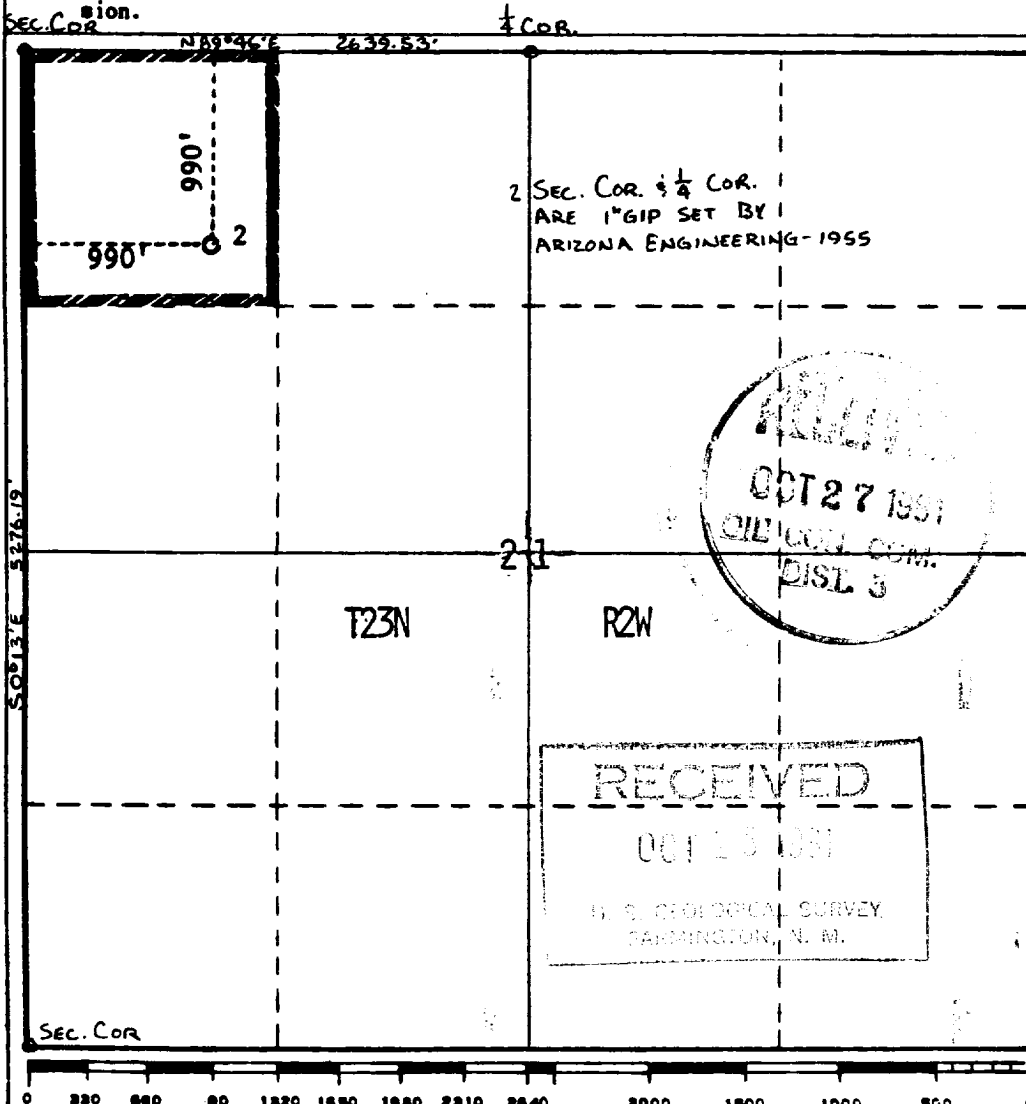 sion.
SEC. COR
1/4 COR.
N89°46'E 2639.53'
990'
990'
2
2 SEC. COR. & 1/4 COR.
ARE 1"GIP SET BY
ARIZONA ENGINEERING-1955
OCT 27 1981
OIL CON. COM.
DIST. 3
S0°13'E 5276.19'
21
T23N
R2W
RECEIVED
U. S. GEOLOGICAL SURVEY
FARMINGTON, N. M.
SEC. COR
0 330 660 1320 1650 1980 2310 2640 2000 1500 1000 500